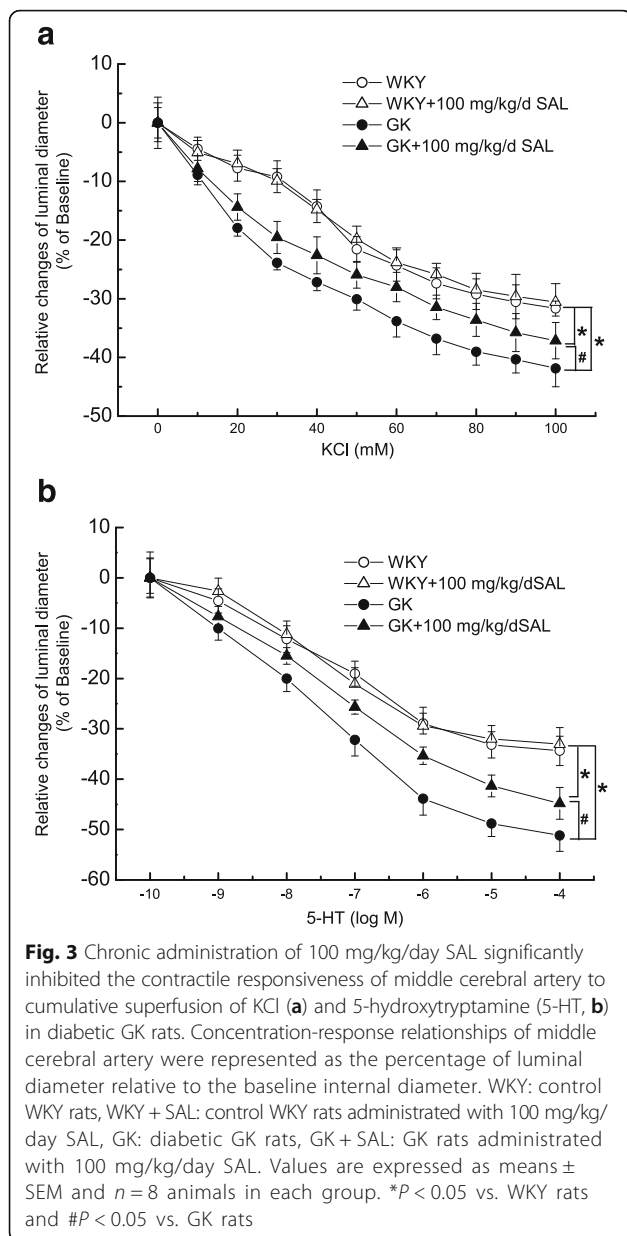 a
WKY
WKY+100 mg/kg/d SAL
GK
GK+100 mg/kg/d SAL
Relative changes of luminal diameter
(% of Baseline)
10
0
-10
-20
-30
-40
-50
*
*
#
0 20 40 60 80 100
KCl (mM)
b
WKY
WKY+100 mg/kg/dSAL
GK
GK+100 mg/kg/dSAL
Relative changes of luminal diameter
(% of Baseline)
10
0
-10
-20
-30
-40
-50
-60
*
*
#
-10 -9 -8 -7 -6 -5 -4
5-HT (log M)
Fig. 3 Chronic administration of 100 mg/kg/day SAL significantly
inhibited the contractile responsiveness of middle cerebral artery to
cumulative superfusion of KCl (a) and 5-hydroxytryptamine (5-HT, b)
in diabetic GK rats. Concentration-response relationships of middle
cerebral artery were represented as the percentage of luminal
diameter relative to the baseline internal diameter. WKY: control
WKY rats, WKY + SAL: control WKY rats administrated with 100 mg/kg/
day SAL, GK: diabetic GK rats, GK + SAL: GK rats administrated
with 100 mg/kg/day SAL. Values are expressed as means ±
SEM and n = 8 animals in each group. *P < 0.05 vs. WKY rats
and #P < 0.05 vs. GK rats